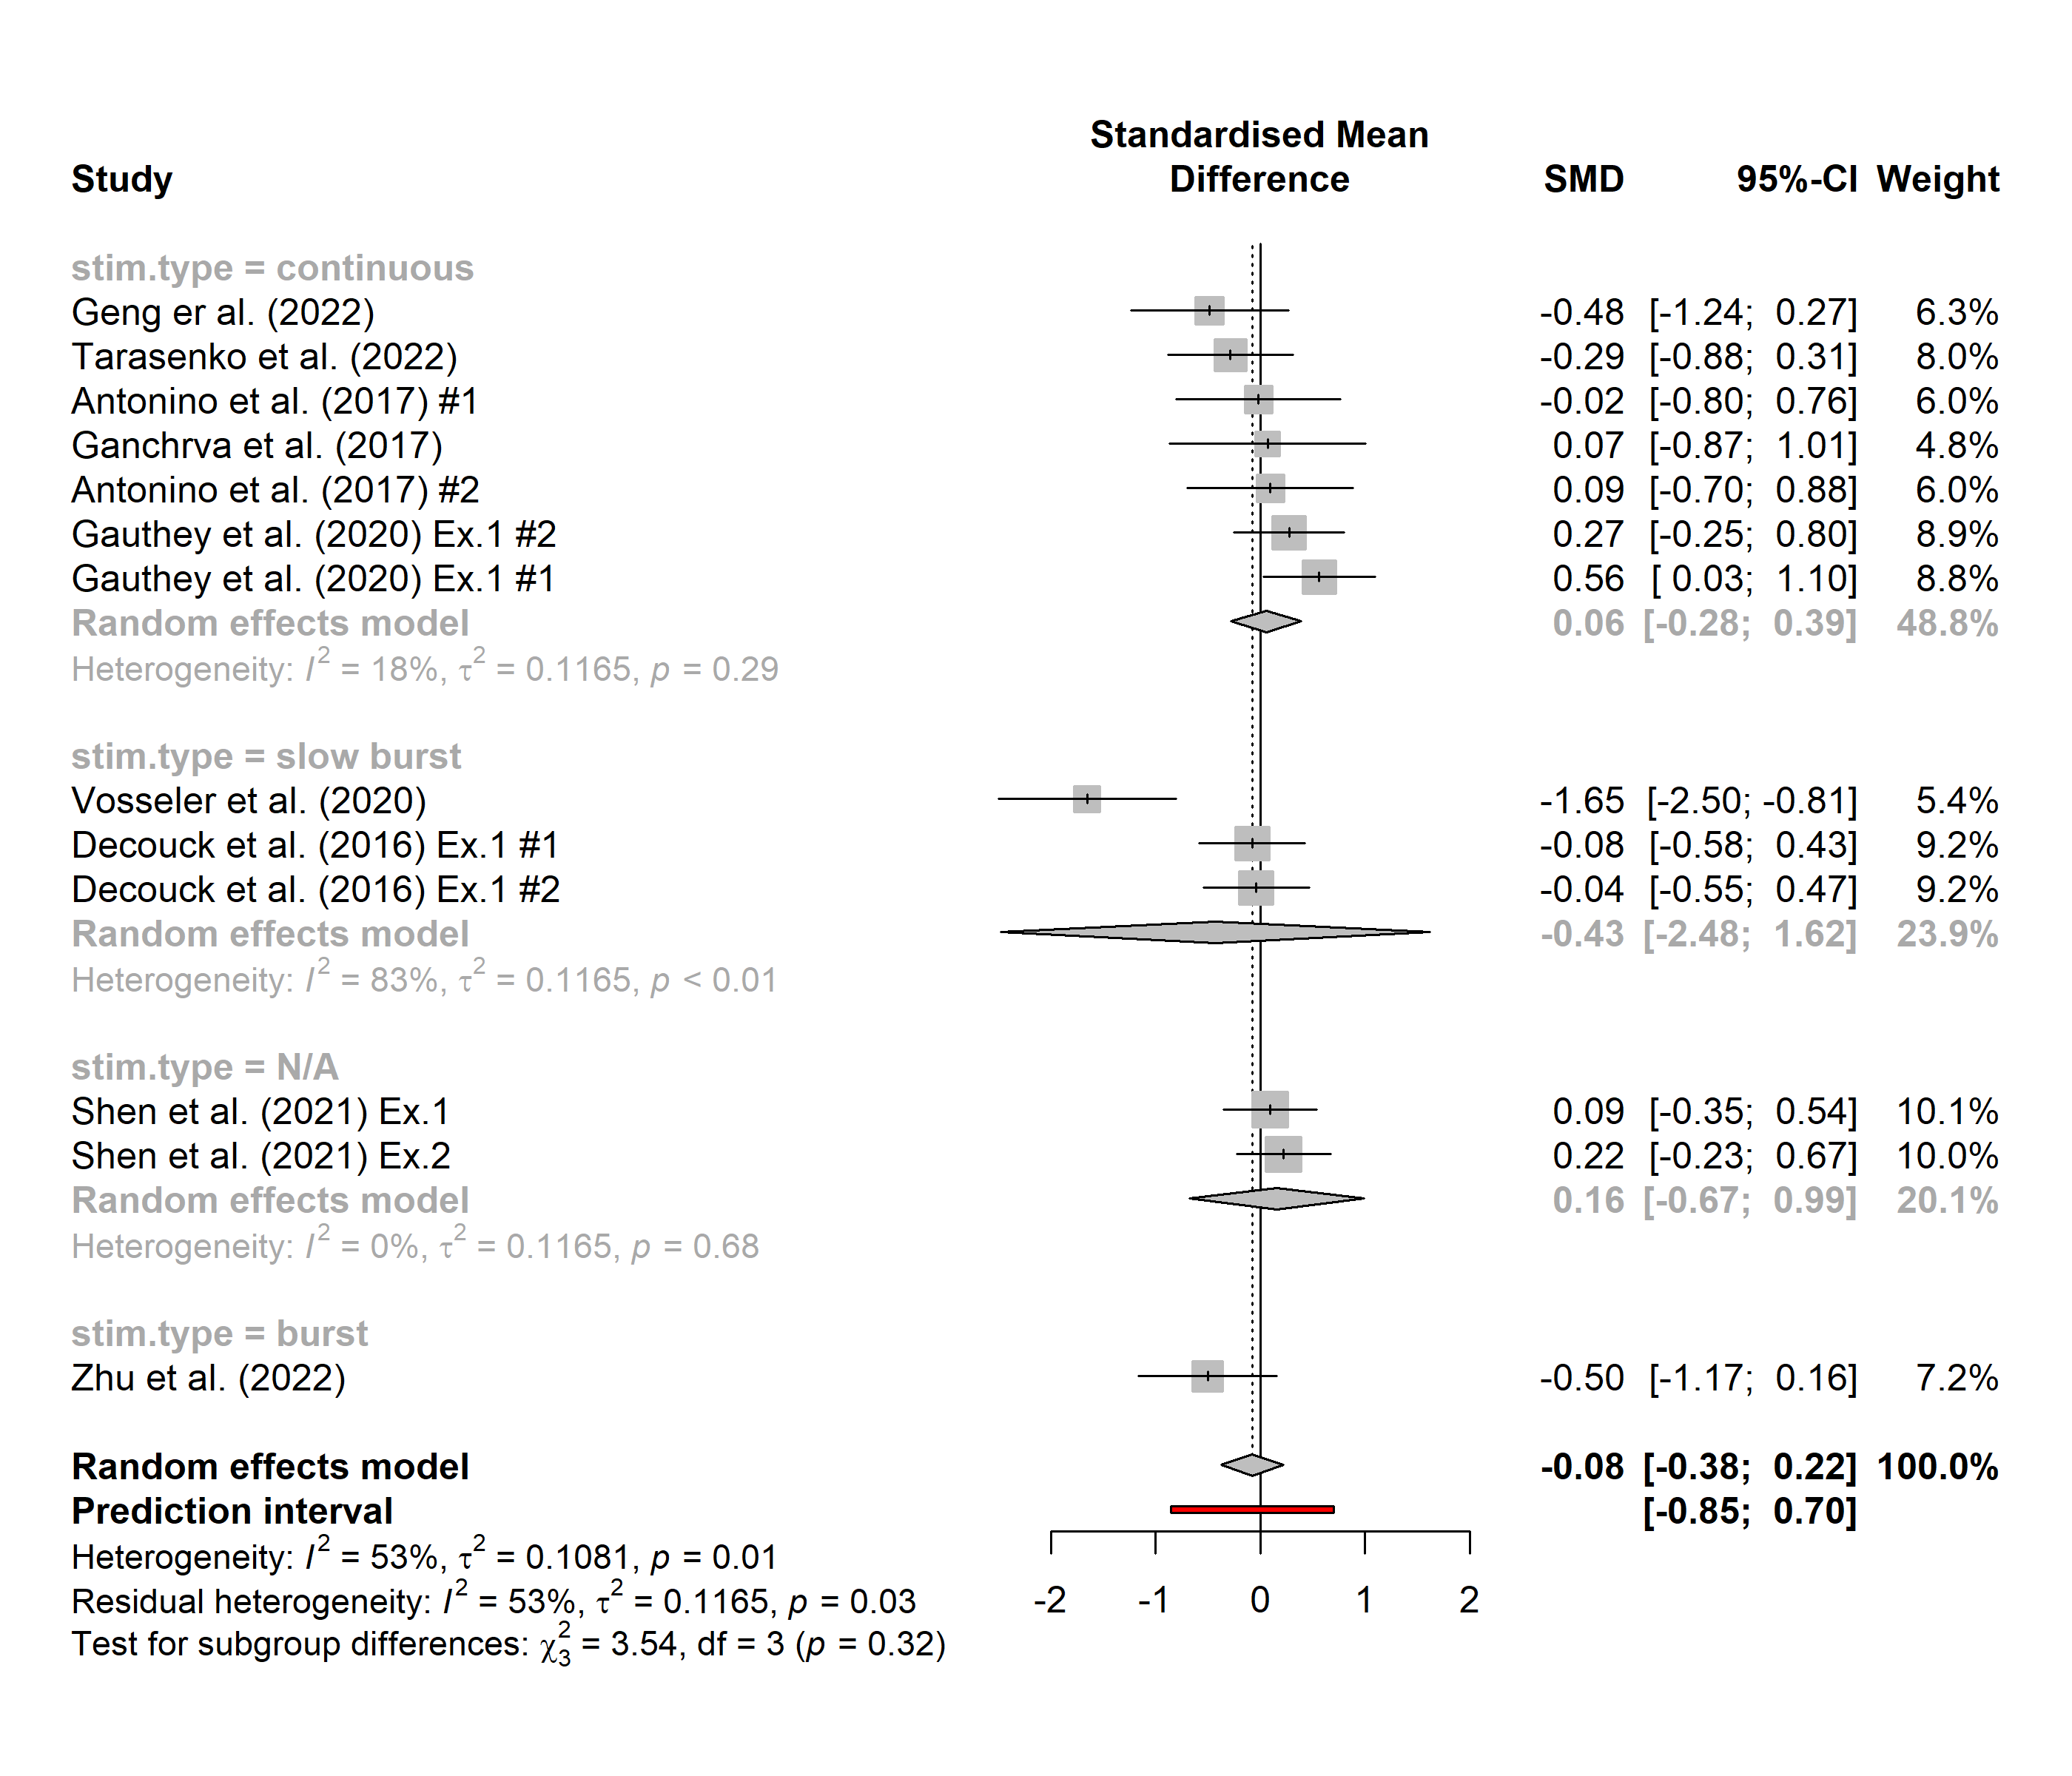 Standardised Mean
Study Difference SMD 95%-CI Weight
stim.type = continuous
Geng er al. (2022) -0.48 [-1.24; 0.27] 6.3%
Tarasenko et al. (2022) -0.29 [-0.88; 0.31] 8.0%
Antonino et al. (2017) #1 -0.02 [-0.80; 0.76] 6.0%
Ganchrva et al. (2017) 0.07 [-0.87; 1.01] 4.8%
Antonino et al. (2017) #2 0.09 [-0.70; 0.88] 6.0%
Gauthey et al. (2020) Ex.1 #2 0.27 [-0.25; 0.80] 8.9%
Gauthey et al. (2020) Ex.1 #1 0.56 [ 0.03; 1.10] 8.8%
Random effects model 0.06 [-0.28; 0.39] 48.8%
Heterogeneity: I² = 18%, τ² = 0.1165, p = 0.29
stim.type = slow burst
Vosseler et al. (2020) -1.65 [-2.50; -0.81] 5.4%
Decouck et al. (2016) Ex.1 #1 -0.08 [-0.58; 0.43] 9.2%
Decouck et al. (2016) Ex.1 #2 -0.04 [-0.55; 0.47] 9.2%
Random effects model -0.43 [-2.48; 1.62] 23.9%
Heterogeneity: I² = 83%, τ² = 0.1165, p < 0.01
stim.type = N/A
Shen et al. (2021) Ex.1 0.09 [-0.35; 0.54] 10.1%
Shen et al. (2021) Ex.2 0.22 [-0.23; 0.67] 10.0%
Random effects model 0.16 [-0.67; 0.99] 20.1%
Heterogeneity: I² = 0%, τ² = 0.1165, p = 0.68
stim.type = burst
Zhu et al. (2022) -0.50 [-1.17; 0.16] 7.2%
Random effects model -0.08 [-0.38; 0.22] 100.0%
Prediction interval [-0.85; 0.70]
Heterogeneity: I² = 53%, τ² = 0.1081, p = 0.01
Residual heterogeneity: I² = 53%, τ² = 0.1165, p = 0.03
-2 -1 0 1 2
Test for subgroup differences: χ²₃ = 3.54, df = 3 (p = 0.32)